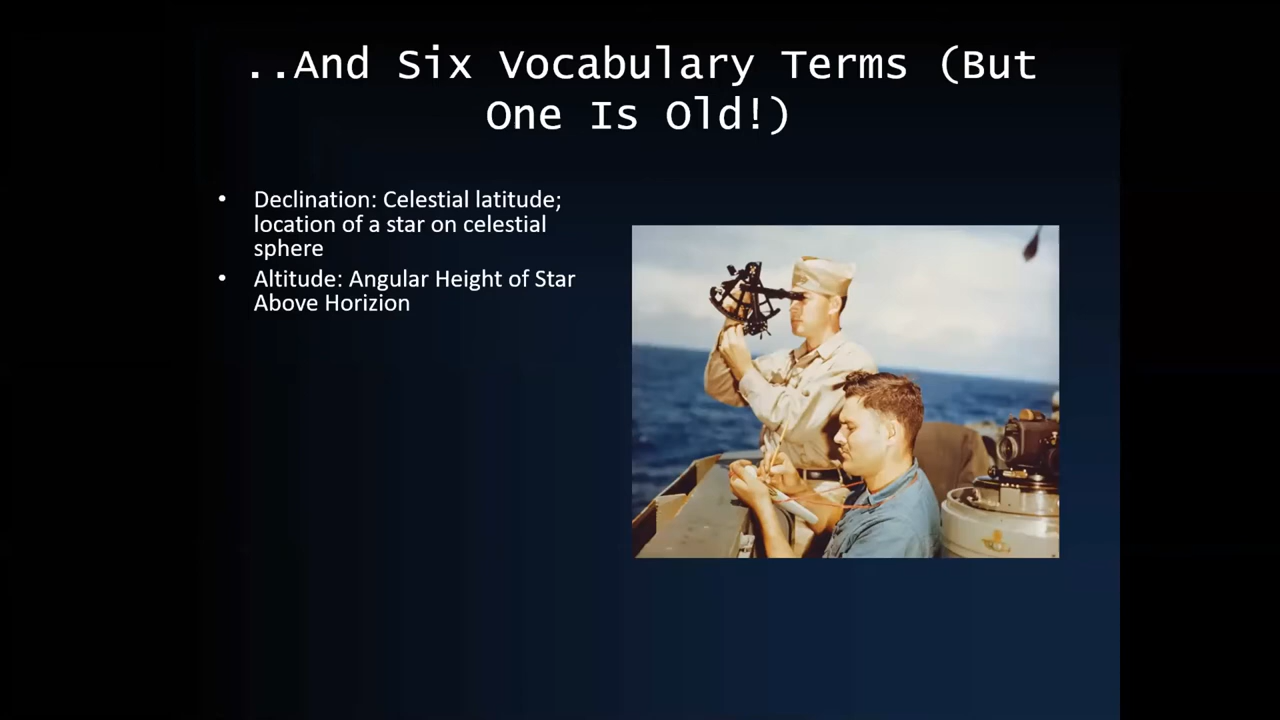 ..And Six Vocabulary Terms (But
One Is Old!)
• Declination: Celestial latitude;
location of a star on celestial
sphere
• Altitude: Angular Height of Star
Above Horizion